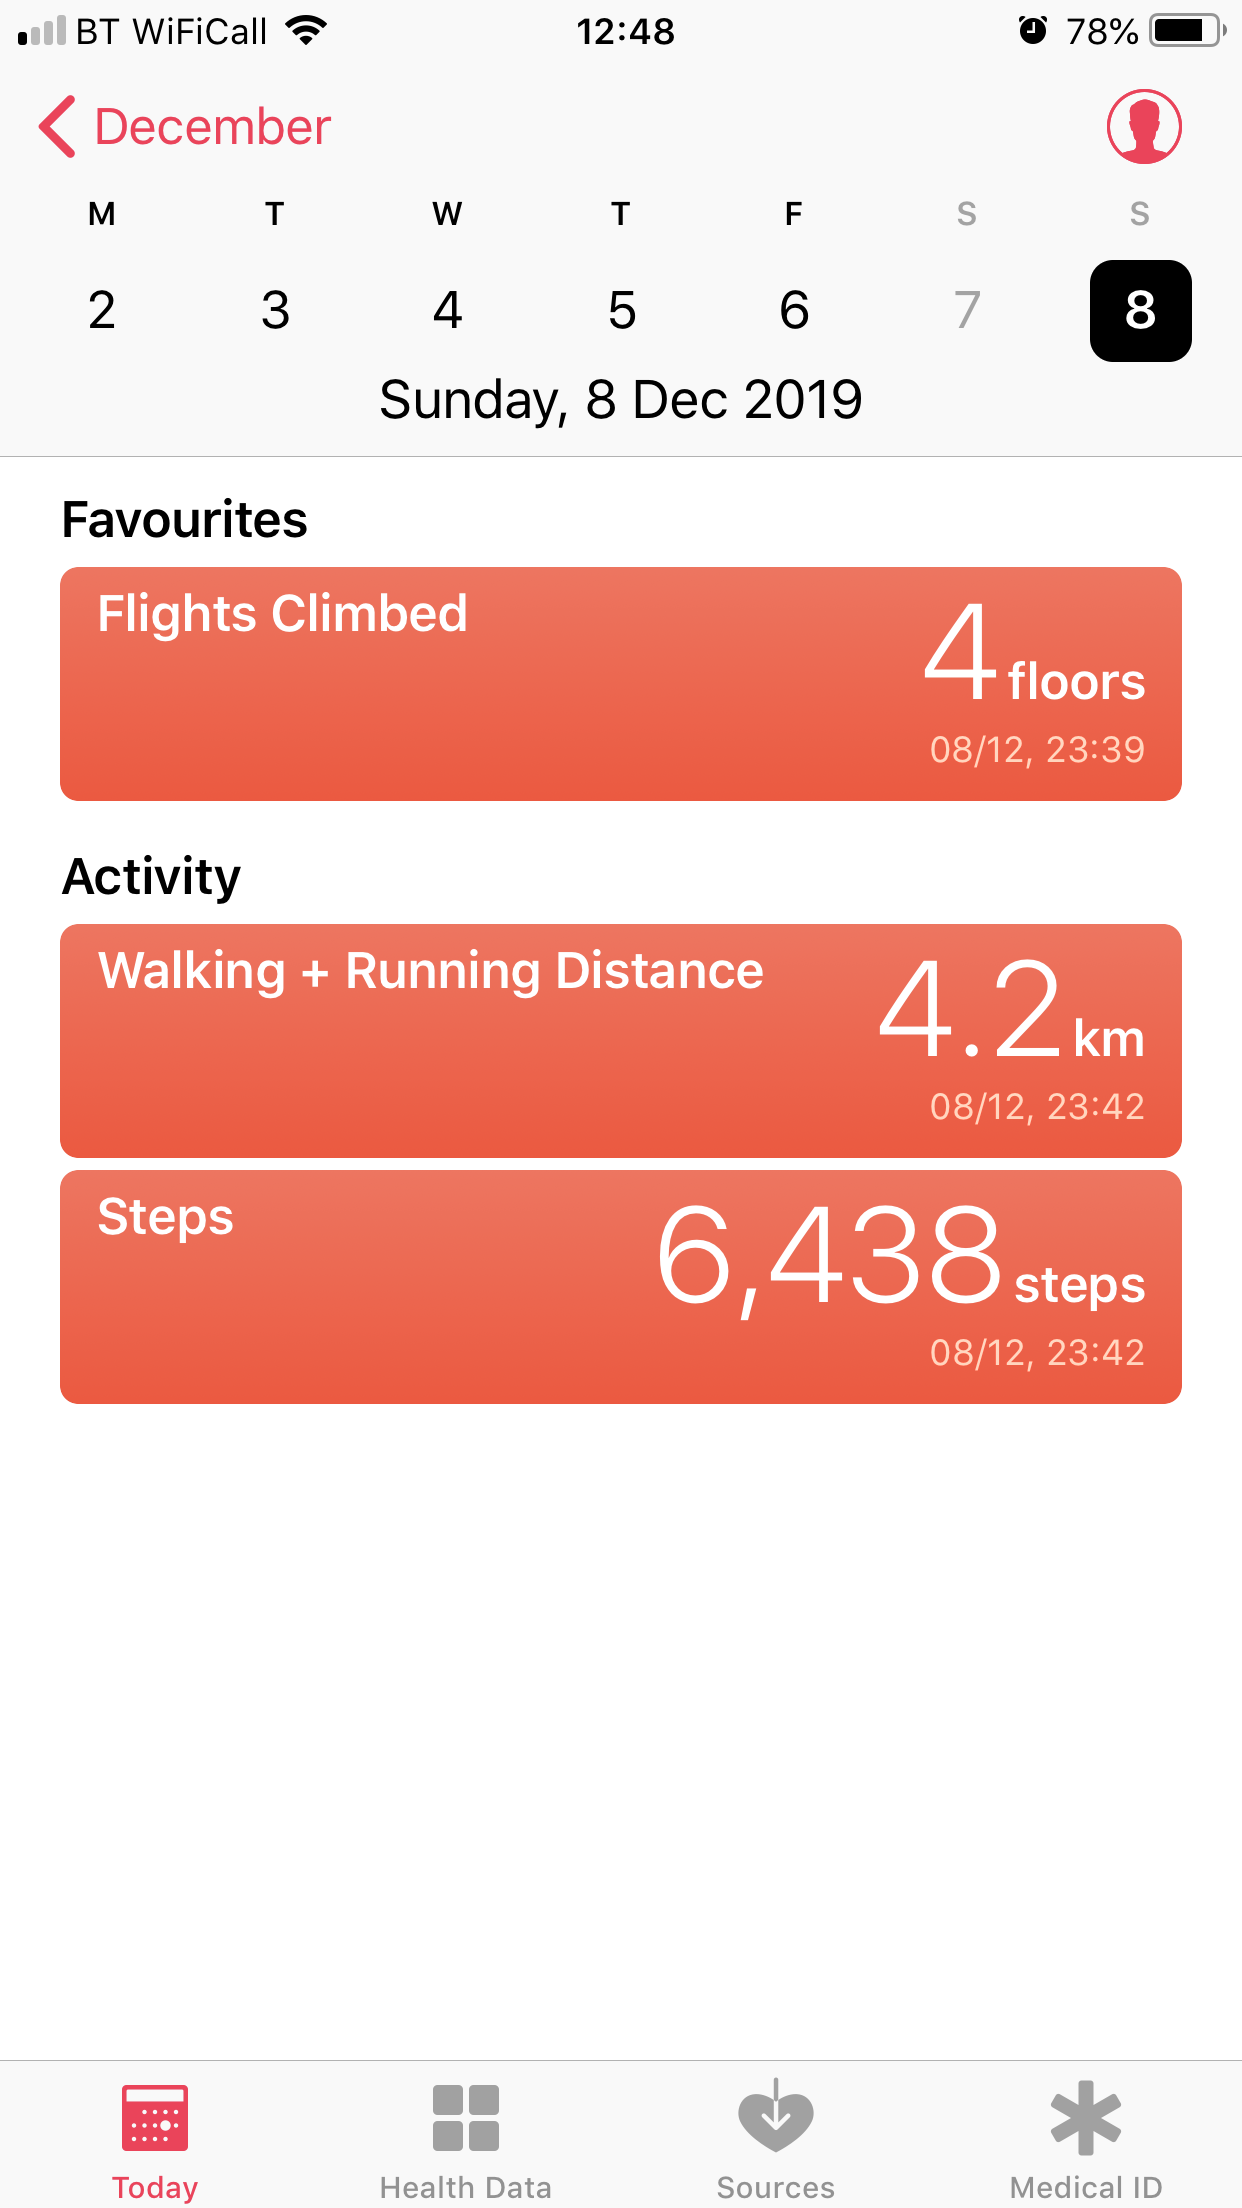 BT WiFiCall 12:48 78%
December
M T W T F S S
2 3 4 5 6 7 8
Sunday, 8 Dec 2019
Favourites
Flights Climbed
4 floors
08/12, 23:39
Activity
Walking + Running Distance
4.2 km
08/12, 23:42
Steps
6,438 steps
08/12, 23:42
Today Health Data Sources Medical ID